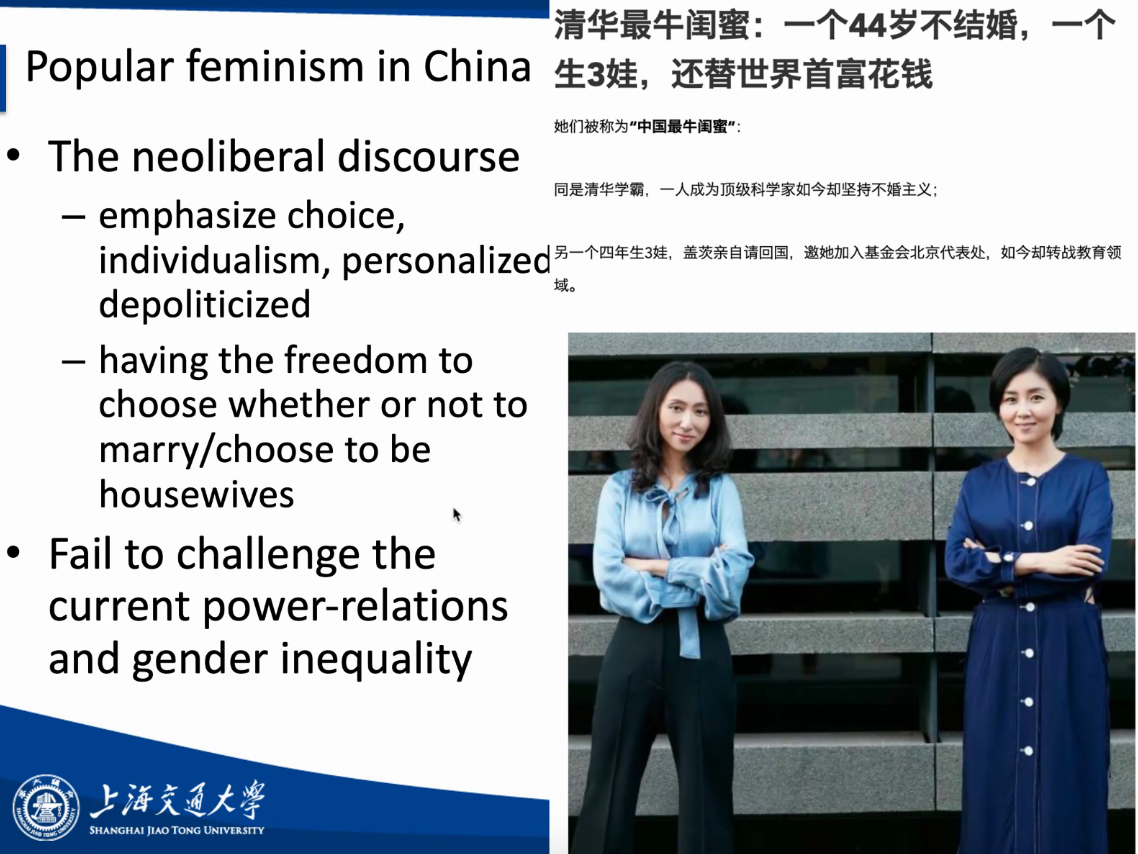 Popular feminism in China
• The neoliberal discourse
– emphasize choice,
individualism, personalized
depoliticized
– having the freedom to
choose whether or not to
marry/choose to be
housewives
• Fail to challenge the
current power-relations
and gender inequality
上海交通大学
SHANGHAI JIAO TONG UNIVERSITY
清华最牛闺蜜：一个44岁不结婚，一个
生3娃，还替世界首富花钱
她们被称为“中国最牛闺蜜”：
同是清华学霸，一人成为顶级科学家如今却坚持不婚主义；
另一个四年生3娃，盖茨亲自请回国，邀她加入基金会北京代表处，如今却转战教育领
域。